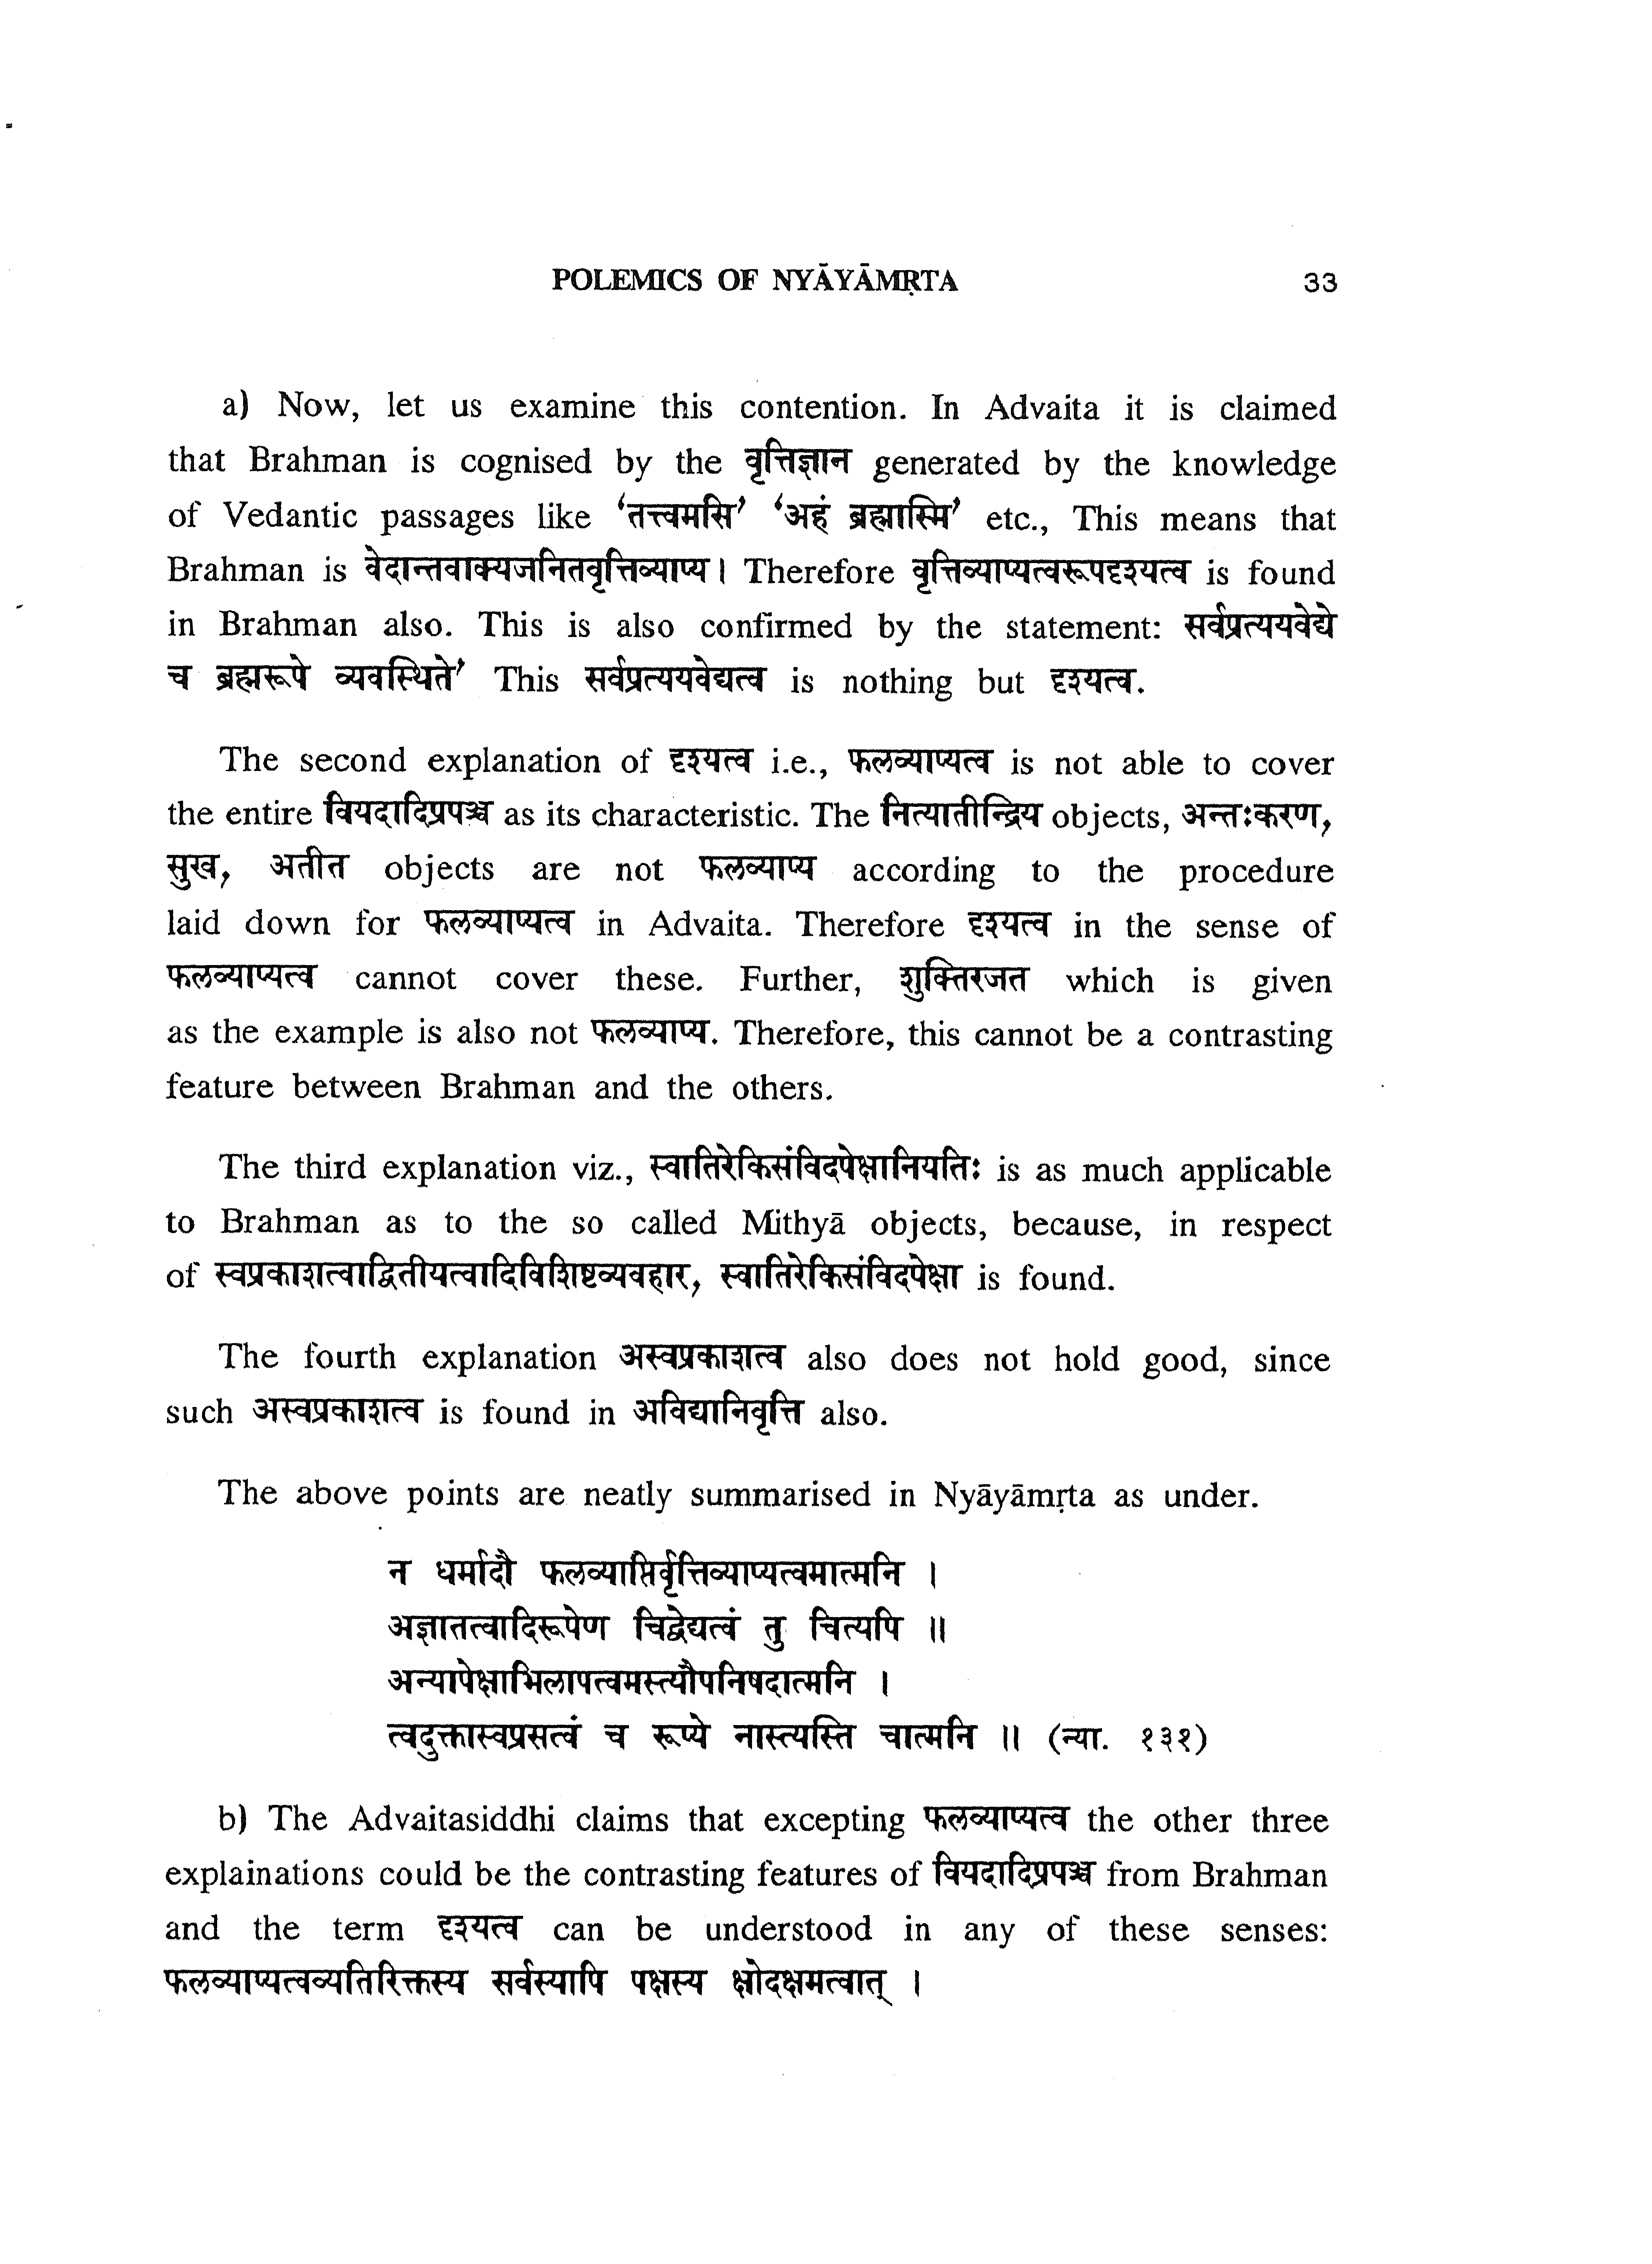 POLEMICS OF NYĀYĀMṚTA 33
a) Now, let us examine this contention. In Advaita it is claimed
that Brahman is cognised by the वृत्तिज्ञान generated by the knowledge
of Vedantic passages like ‘तत्त्वमसि’ ‘अहं ब्रह्मास्मि’ etc., This means that
Brahman is वेदान्तवाक्यजनितवृत्तिव्याप्य। Therefore वृत्तिव्याप्यत्वरूपदृश्यत्व is found
in Brahman also. This is also confirmed by the statement: सर्वप्रत्ययवेद्ये
च ब्रह्मरूपे व्यवस्थिते’ This सर्वप्रत्ययवेद्यत्व is nothing but दृश्यत्व.
The second explanation of दृश्यत्व i.e., फलव्याप्यत्व is not able to cover
the entire वियदादिप्रपञ्च as its characteristic. The नित्यातीन्द्रिय objects, अन्तःकरण,
सुख, अतीत objects are not फलव्याप्य according to the procedure
laid down for फलव्याप्यत्व in Advaita. Therefore दृश्यत्व in the sense of
फलव्याप्यत्व cannot cover these. Further, शुक्तिरजत which is given
as the example is also not फलव्याप्य. Therefore, this cannot be a contrasting
feature between Brahman and the others.
The third explanation viz., स्वातिरेकिसंविदपेक्षानियतिः is as much applicable
to Brahman as to the so called Mithyā objects, because, in respect
of स्वप्रकाशत्वाद्वितीयत्वादिविशिष्टव्यवहार, स्वातिरेकिसंविदपेक्षा is found.
The fourth explanation अस्वप्रकाशत्व also does not hold good, since
such अस्वप्रकाशत्व is found in अविद्यानिवृत्ति also.
The above points are neatly summarised in Nyāyāmṛta as under.
न धर्मादौ फलव्याप्तिर्वृत्तिव्याप्यत्वमात्मनि ।
अज्ञातत्वादिरूपेण चिद्वेद्यत्वं तु चित्यपि ॥
अन्यापेक्षाभिलापत्वमस्त्यौपनिषदात्मनि ।
त्वदुक्तास्वप्रसत्वं च रूप्ये नास्त्यस्ति चात्मनि ॥ (न्या. १३१)
b) The Advaitasiddhi claims that excepting फलव्याप्यत्व the other three
explainations could be the contrasting features of वियदादिप्रपञ्च from Brahman
and the term दृश्यत्व can be understood in any of these senses:
फलव्याप्यत्वव्यतिरिक्तस्य सर्वस्यापि पक्षस्य क्षोदक्षमत्वात् ।